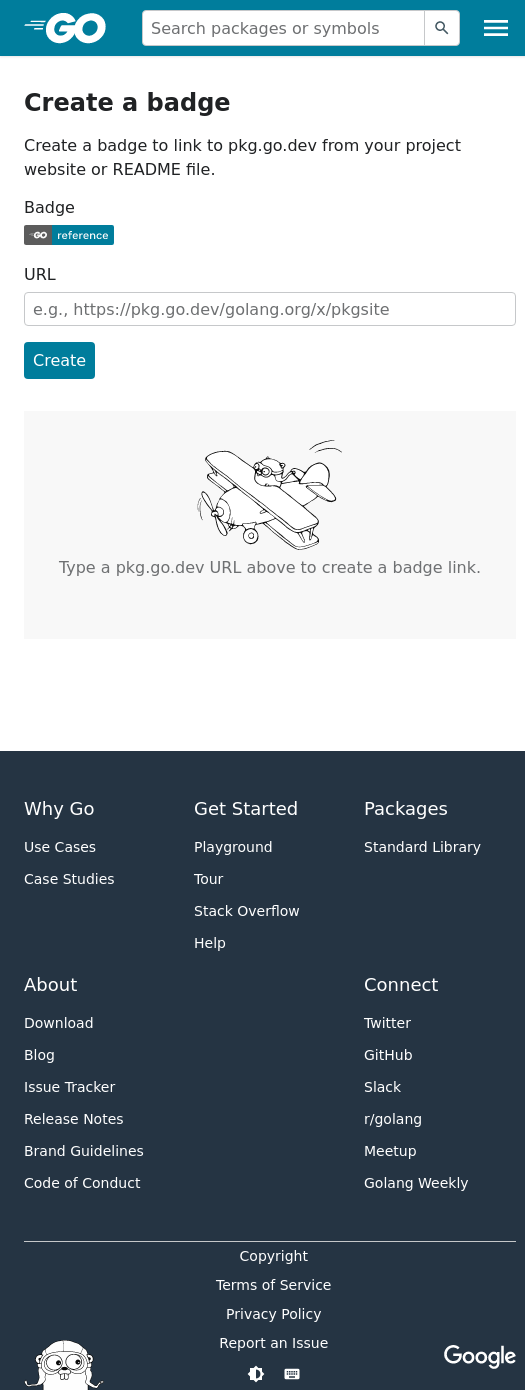 GO
Search packages or symbols
Create a badge
Create a badge to link to pkg.go.dev from your project
website or README file.
Badge
GO reference
URL
e.g., https://pkg.go.dev/golang.org/x/pkgsite
Create
Type a pkg.go.dev URL above to create a badge link.
Why Go
Use Cases
Case Studies
Get Started
Playground
Tour
Stack Overflow
Help
Packages
Standard Library
About
Download
Blog
Issue Tracker
Release Notes
Brand Guidelines
Code of Conduct
Connect
Twitter
GitHub
Slack
r/golang
Meetup
Golang Weekly
Copyright
Terms of Service
Privacy Policy
Report an Issue
Google